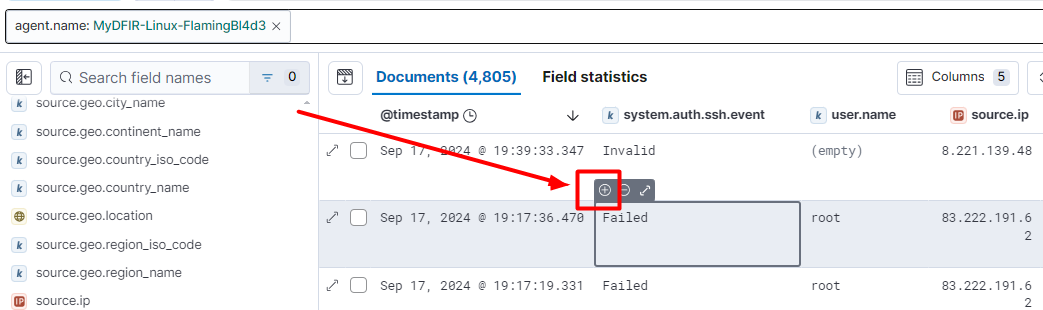 agent.name: MyDFIR-Linux-FlamingBl4d3 ×
Search field names
0
source.geo.city_name
source.geo.continent_name
source.geo.country_iso_code
source.geo.country_name
source.geo.location
source.geo.region_iso_code
source.geo.region_name
source.ip
Documents (4,805) Field statistics
Columns 5
@timestamp k system.auth.ssh.event k user.name IP source.ip
Sep 17, 2024 @ 19:39:33.347 Invalid (empty) 8.221.139.48
Sep 17, 2024 @ 19:17:36.470 Failed root 83.222.191.6
2
Sep 17, 2024 @ 19:17:19.331 Failed root 83.222.191.6
2